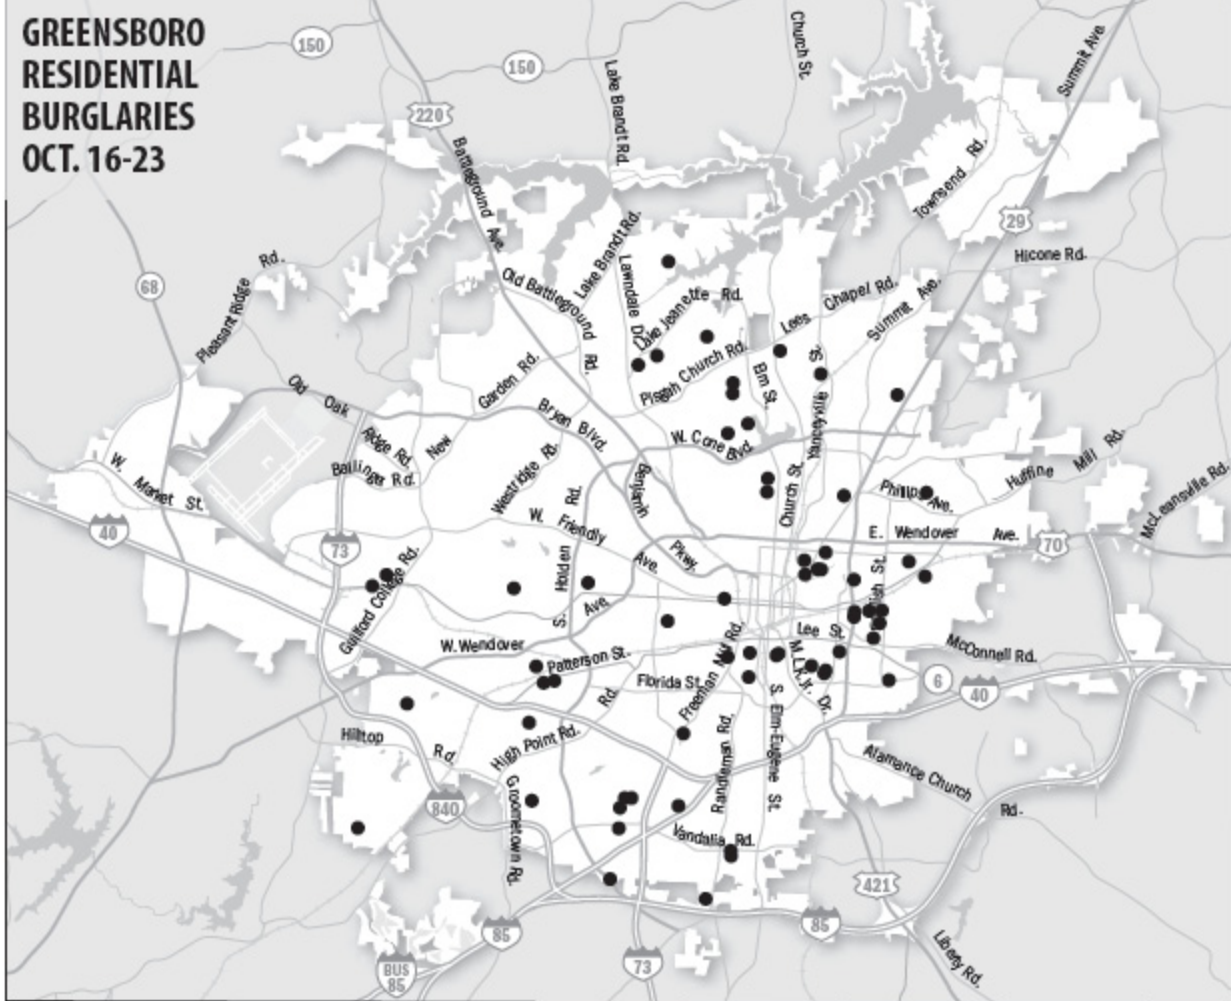 GREENSBORO
RESIDENTIAL
BURGLARIES
OCT. 16-23
150
150
220
Church St.
Lake Brandt Rd.
Summit Ave.
Battleground Ave.
Townsend Rd.
29
Hicone Rd.
68
Pleasant Ridge Rd.
Lake Brandt Rd.
Lawndale Dr.
Old Battleground Rd.
Lake Jeanette Rd.
Lees Chapel Rd.
Summit Ave.
Pisgah Church Rd.
Elm St.
Yanceyville St.
Garden Rd.
Old Oak
Ridge Rd.
New
Bryan Blvd.
W. Cone Blvd.
Ballinger Rd.
Westridge Rd.
Benjamin
Pkwy.
Church St.
Phillips Ave.
Huffine Mill Rd.
McLeansville Rd.
W. Market St.
40
73
W. Friendly
Ave.
E. Wendover Ave.
70
Guilford College Rd.
S. Holden Rd.
W. Wendover
Ave.
Lee St.
McConnell Rd.
Patterson St.
Florida St.
Freeman Mill Rd.
M.L.K. Jr. Dr.
6
40
Hilltop Rd.
High Point Rd.
Randleman Rd.
S. Elm-Eugene St.
Alamance Church
Rd.
840
Groometown Rd.
Vandalia Rd.
421
85
85
73
BUS
85
Liberty Rd.